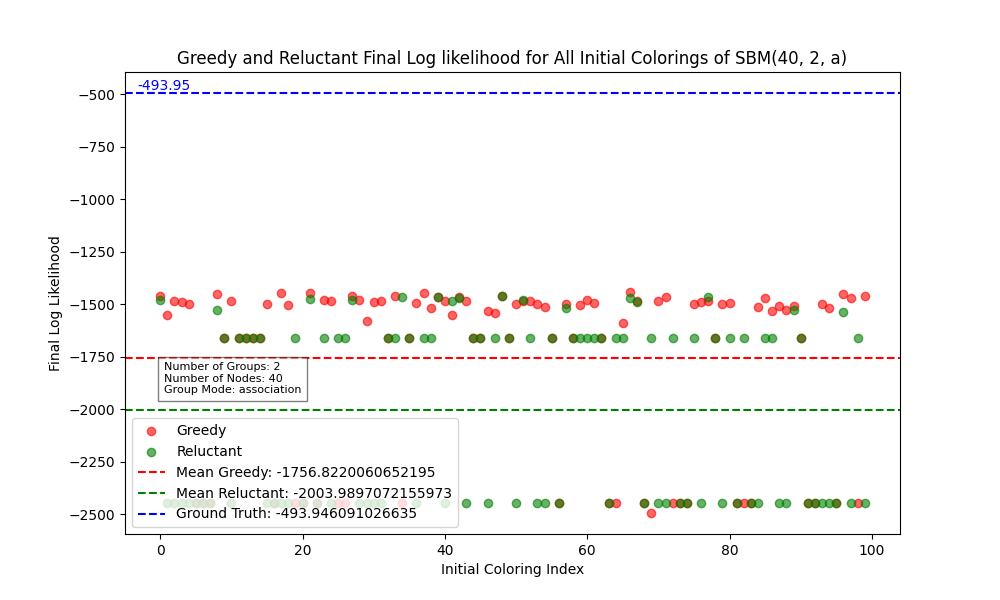 Greedy and Reluctant Final Log likelihood for All Initial Colorings of SBM(40, 2, a)
-493.95
−500
−750
−1000
−1250
−1500
−1750
−2000
−2250
−2500
Final Log Likelihood
Number of Groups: 2
Number of Nodes: 40
Group Mode: association
Greedy
Reluctant
Mean Greedy: -1756.8220060652195
Mean Reluctant: -2003.9897072155973
Ground Truth: -493.946091026635
0 20 40 60 80 100
Initial Coloring Index